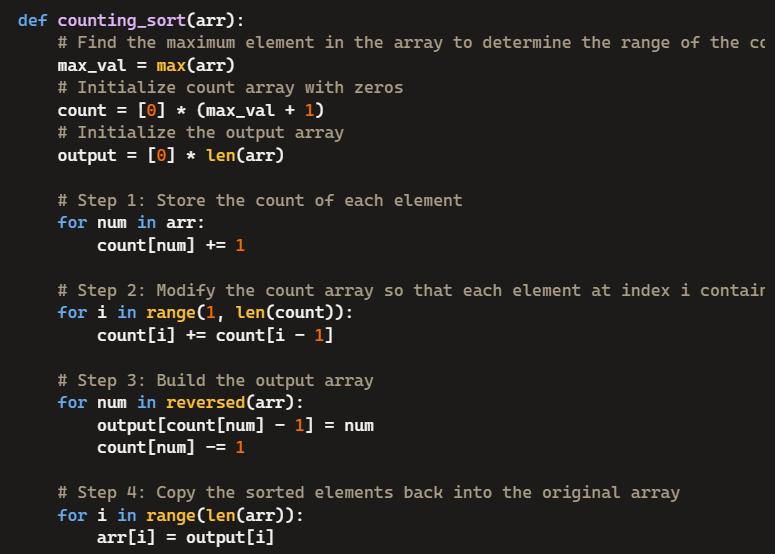 def counting_sort(arr):
    # Find the maximum element in the array to determine the range of the
    max_val = max(arr)
    # Initialize count array with zeros
    count = [0] * (max_val + 1)
    # Initialize the output array
    output = [0] * len(arr)

    # Step 1: Store the count of each element
    for num in arr:
        count[num] += 1

    # Step 2: Modify the count array so that each element at index i contain
    for i in range(1, len(count)):
        count[i] += count[i - 1]

    # Step 3: Build the output array
    for num in reversed(arr):
        output[count[num] - 1] = num
        count[num] -= 1

    # Step 4: Copy the sorted elements back into the original array
    for i in range(len(arr)):
        arr[i] = output[i]